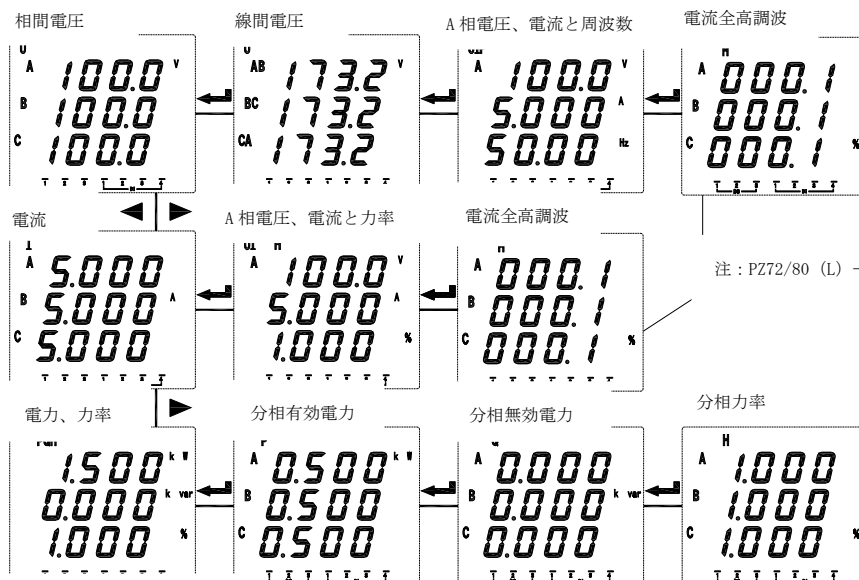 相間電圧 線間電圧 A 相電圧、電流と周波数 電流全高調波
A 100.0 V AB 173.2 V A 100.0 V A 000.1
B 100.0 BC 173.2 5.000 A B 000.1
C 100.0 CA 173.2 50.00 Hz C 000.1 %
電流 A 相電圧、電流と力率 電流全高調波
I UI H H
A 5.000 A 100.0 V A 000.1
B 5.000 A 5.000 A B 000.1
C 5.000 1.000 % C 000.1 %
注：PZ72/80 (L)
電力、力率 分相有効電力 分相無効電力 分相力率
H
1.500 k W A 0.500 k W A 0.000 A 1.000
0.000 k var B 0.500 B 0.000 k var B 1.000
1.000 % C 0.500 C 0.000 C 1.000 %